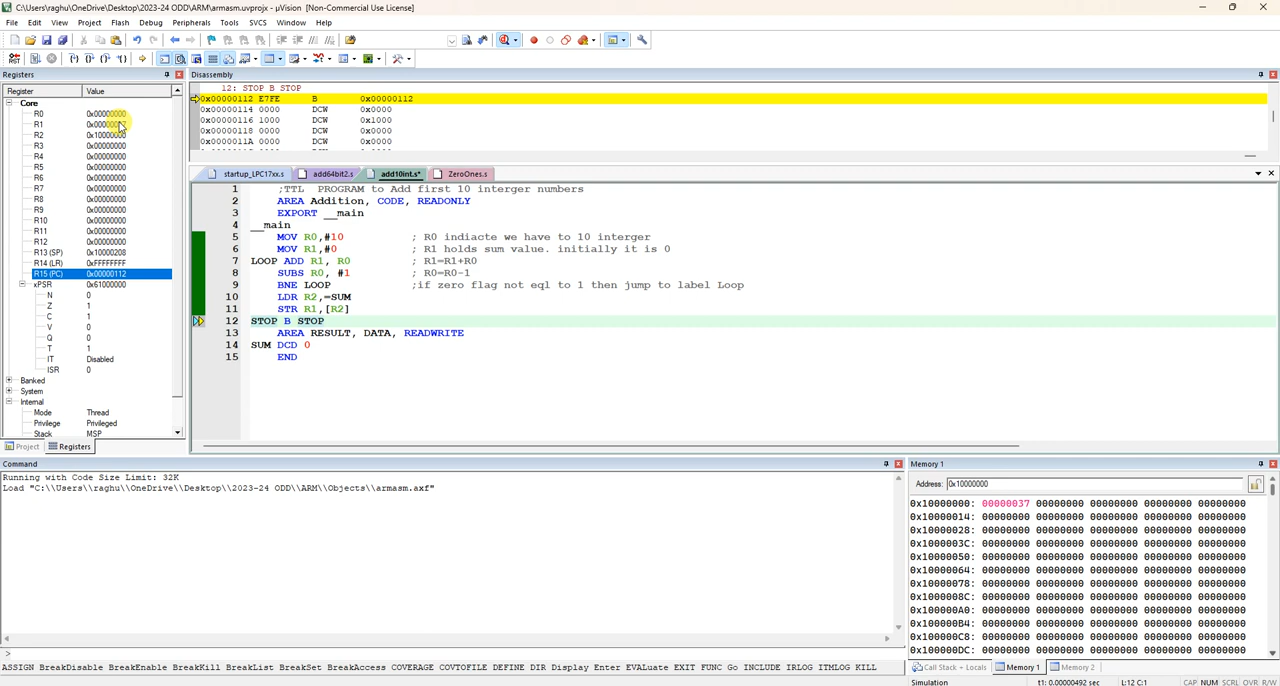 C:\Users\raghu\OneDrive\Desktop\2023-24 ODD\ARM\armasm.uvprojx - µVision [Non-Commercial Use License]
File Edit View Project Flash Debug Peripherals Tools SVCS Window Help
Registers
Register Value
Core
R0 0x00000000
R2 0x10000000
R3 0x00000000
R4 0x00000000
R5 0x00000000
R6 0x00000000
R7 0x00000000
R8 0x00000000
R9 0x00000000
R10 0x00000000
R11 0x00000000
R12 0x00000000
R13 (SP) 0x10000208
R14 (LR) 0xFFFFFFFF
R15 (PC) 0x00000112
xPSR 0x61000000
N 0
Z 1
C 1
V 0
Q 0
T 1
IT Disabled
ISR 0
Banked
System
Internal
Mode Thread
Privilege Privileged
Stack MSP
Project Registers
Disassembly
12: STOP B STOP
0x00000112 E7FE B 0x00000112
0x00000114 0000 DCW 0x0000
0x00000116 1000 DCW 0x1000
0x00000118 0000 DCW 0x0000
0x0000011A 0000 DCW 0x0000
startup_LPC17xx.s add64bit2.s add10int.s* ZeroOnes.s
1 ;TTL PROGRAM to Add first 10 interger numbers
2 AREA Addition, CODE, READONLY
3 EXPORT __main
4 __main
5 MOV R0,#10 ; R0 indiacte we have to 10 interger
6 MOV R1,#0 ; R1 holds sum value. initially it is 0
7 LOOP ADD R1, R0 ; R1=R1+R0
8 SUBS R0, #1 ; R0=R0-1
9 BNE LOOP ;if zero flag not eql to 1 then jump to label Loop
10 LDR R2,=SUM
11 STR R1,[R2]
12 STOP B STOP
13 AREA RESULT, DATA, READWRITE
14 SUM DCD 0
15 END
Command
Running with Code Size Limit: 32K
Load "C:\\Users\\raghu\\OneDrive\\Desktop\\2023-24 ODD\\ARM\\Objects\\armasm.axf"
>
ASSIGN BreakDisable BreakEnable BreakKill BreakList BreakSet BreakAccess COVERAGE COVTOFILE DEFINE DIR Display Enter EVALuate EXIT FUNC Go INCLUDE IRLOG ITMLOG KILL
Memory 1
Address: 0x10000000
0x10000000: 00000037 00000000 00000000 00000000 00000000
0x10000014: 00000000 00000000 00000000 00000000 00000000
0x10000028: 00000000 00000000 00000000 00000000 00000000
0x1000003C: 00000000 00000000 00000000 00000000 00000000
0x10000050: 00000000 00000000 00000000 00000000 00000000
0x10000064: 00000000 00000000 00000000 00000000 00000000
0x10000078: 00000000 00000000 00000000 00000000 00000000
0x1000008C: 00000000 00000000 00000000 00000000 00000000
0x100000A0: 00000000 00000000 00000000 00000000 00000000
0x100000B4: 00000000 00000000 00000000 00000000 00000000
0x100000C8: 00000000 00000000 00000000 00000000 00000000
0x100000DC: 00000000 00000000 00000000 00000000 00000000
Call Stack + Locals Memory 1 Memory 2
Simulation t1: 0.00000492 sec L:12 C:1 CAP NUM SCRL OVR R/W